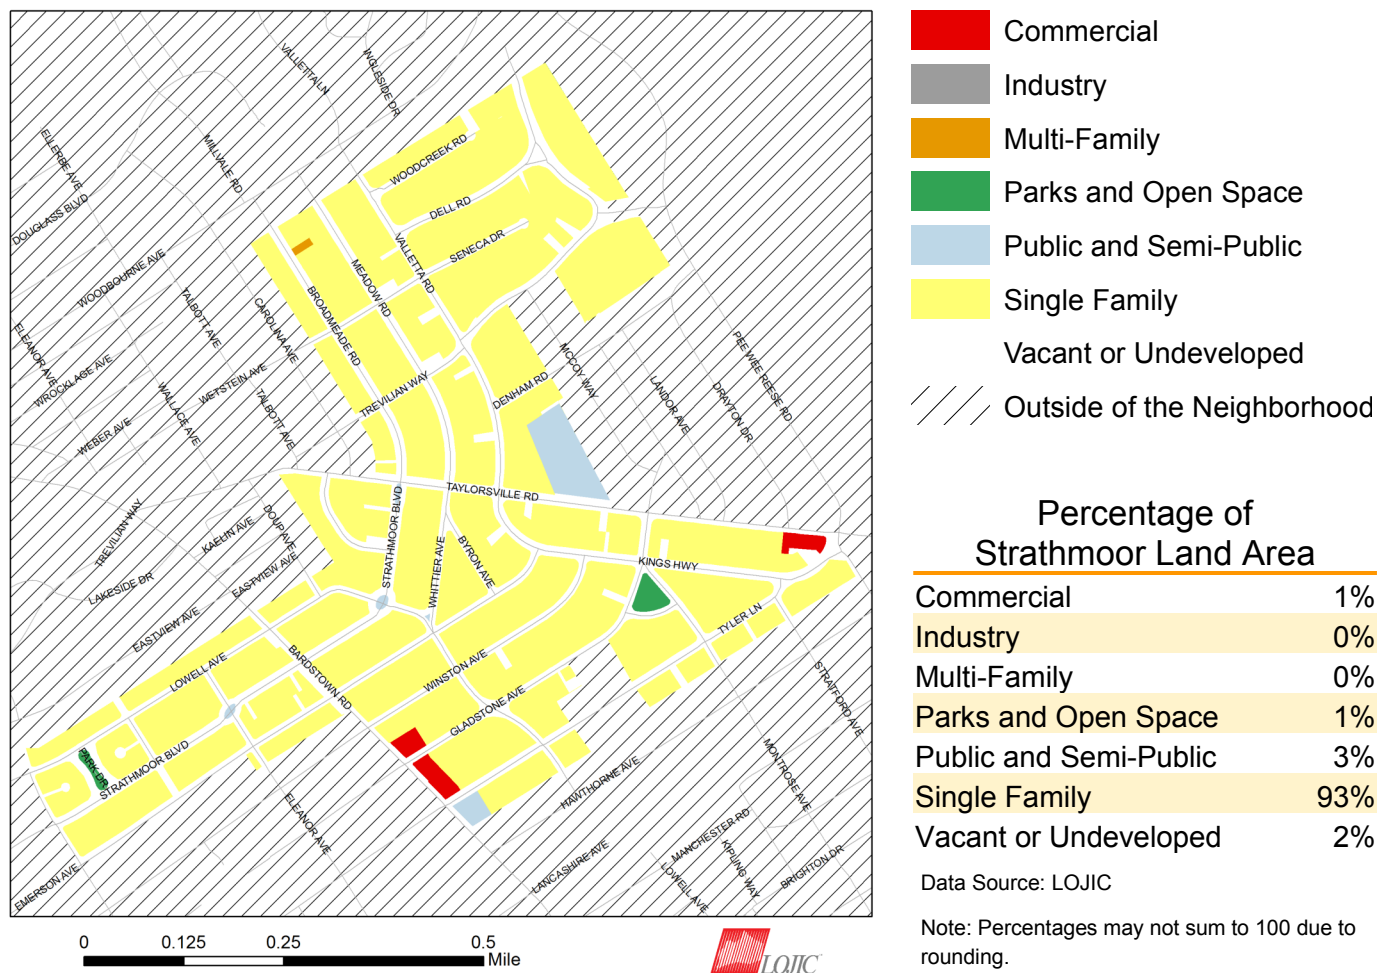 VALLETTA LN
INGLESIDE DR
ELLERBE AVE
MILLVALE RD
WOODCREEK RD
DOUGLASS BLVD
DELL RD
SENECA DR
VALLETTA RD
WOODBOURNE AVE
MEADOW RD
TALBOTT AVE
CAROLINA AVE
BROADMEADE RD
ELEANOR AVE
WROCKLAGE AVE
WETSTEIN AVE
TREVILIAN WAY
DENHAM RD
MCCOY WAY
LANDOR AVE
DRAYTON DR
PEE WEE REESE RD
WALLACE AVE
TALBOTT AVE
WEBER AVE
TAYLORSVILLE RD
TREVILIAN WAY
KAELIN AVE
DOUP AVE
STRATHMOOR BLVD
WHITTIER AVE
BYRON AVE
KINGS HWY
LAKESIDE DR
EASTVIEW AVE
EASTVIEW AVE
TYLER LN
LOWELL AVE
BARDSTOWN RD
WINSTON AVE
GLADSTONE AVE
STRATFORD AVE
PARK DR
STRATHMOOR BLVD
MONTROSE AVE
HAWTHORNE AVE
ELEANOR AVE
EMERSON AVE
LANCASHIRE AVE
MANCHESTER RD
KIPLING WAY
LOWELL AVE
BRIGHTON DR
0 0.125 0.25 0.5
Mile
LOJIC
Commercial
Industry
Multi-Family
Parks and Open Space
Public and Semi-Public
Single Family
Vacant or Undeveloped
Outside of the Neighborhood
Percentage of
Strathmoor Land Area
Commercial 1%
Industry 0%
Multi-Family 0%
Parks and Open Space 1%
Public and Semi-Public 3%
Single Family 93%
Vacant or Undeveloped 2%
Data Source: LOJIC
Note: Percentages may not sum to 100 due to
rounding.